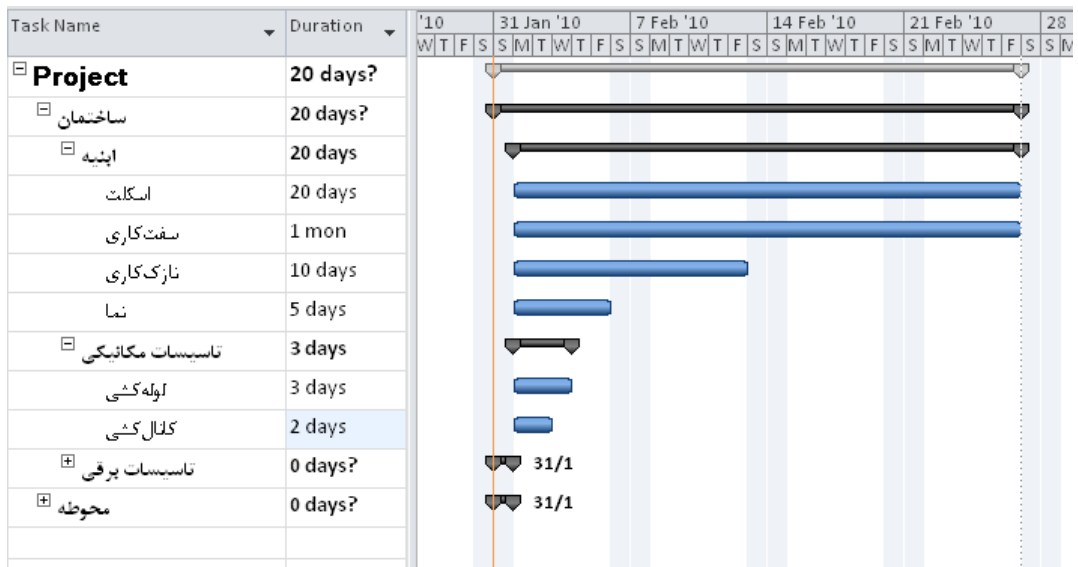 Task Name Duration '10 31 Jan '10 7 Feb '10 14 Feb '10 21 Feb '10 28
W T F S S M T W T F S S M T W T F S S M T W T F S S M T W T F S S M
Project 20 days?
ساختمان 20 days?
ابنیه 20 days
اسکلت 20 days
سفت‌کاری 1 mon
نازک‌کاری 10 days
نما 5 days
تاسیسات مکانیکی 3 days
لوله‌کشی 3 days
کانال‌کشی 2 days
تاسیسات برقی 0 days? 31/1
محوطه 0 days? 31/1